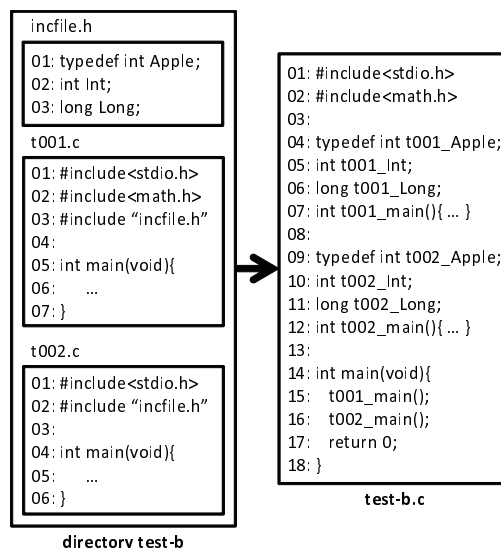 incfile.h
01: typedef int Apple;
02: int Int;
03: long Long;
t001.c
01: #include<stdio.h>
02: #include<math.h>
03: #include “incfile.h”
04:
05: int main(void){
06: ...
07: }
t002.c
01: #include<stdio.h>
02: #include “incfile.h”
03:
04: int main(void){
05: ...
06: }
directory test-b
01: #include<stdio.h>
02: #include<math.h>
03:
04: typedef int t001_Apple;
05: int t001_Int;
06: long t001_Long;
07: int t001_main(){ ... }
08:
09: typedef int t002_Apple;
10: int t002_Int;
11: long t002_Long;
12: int t002_main(){ ... }
13:
14: int main(void){
15: t001_main();
16: t002_main();
17: return 0;
18: }
test-b.c